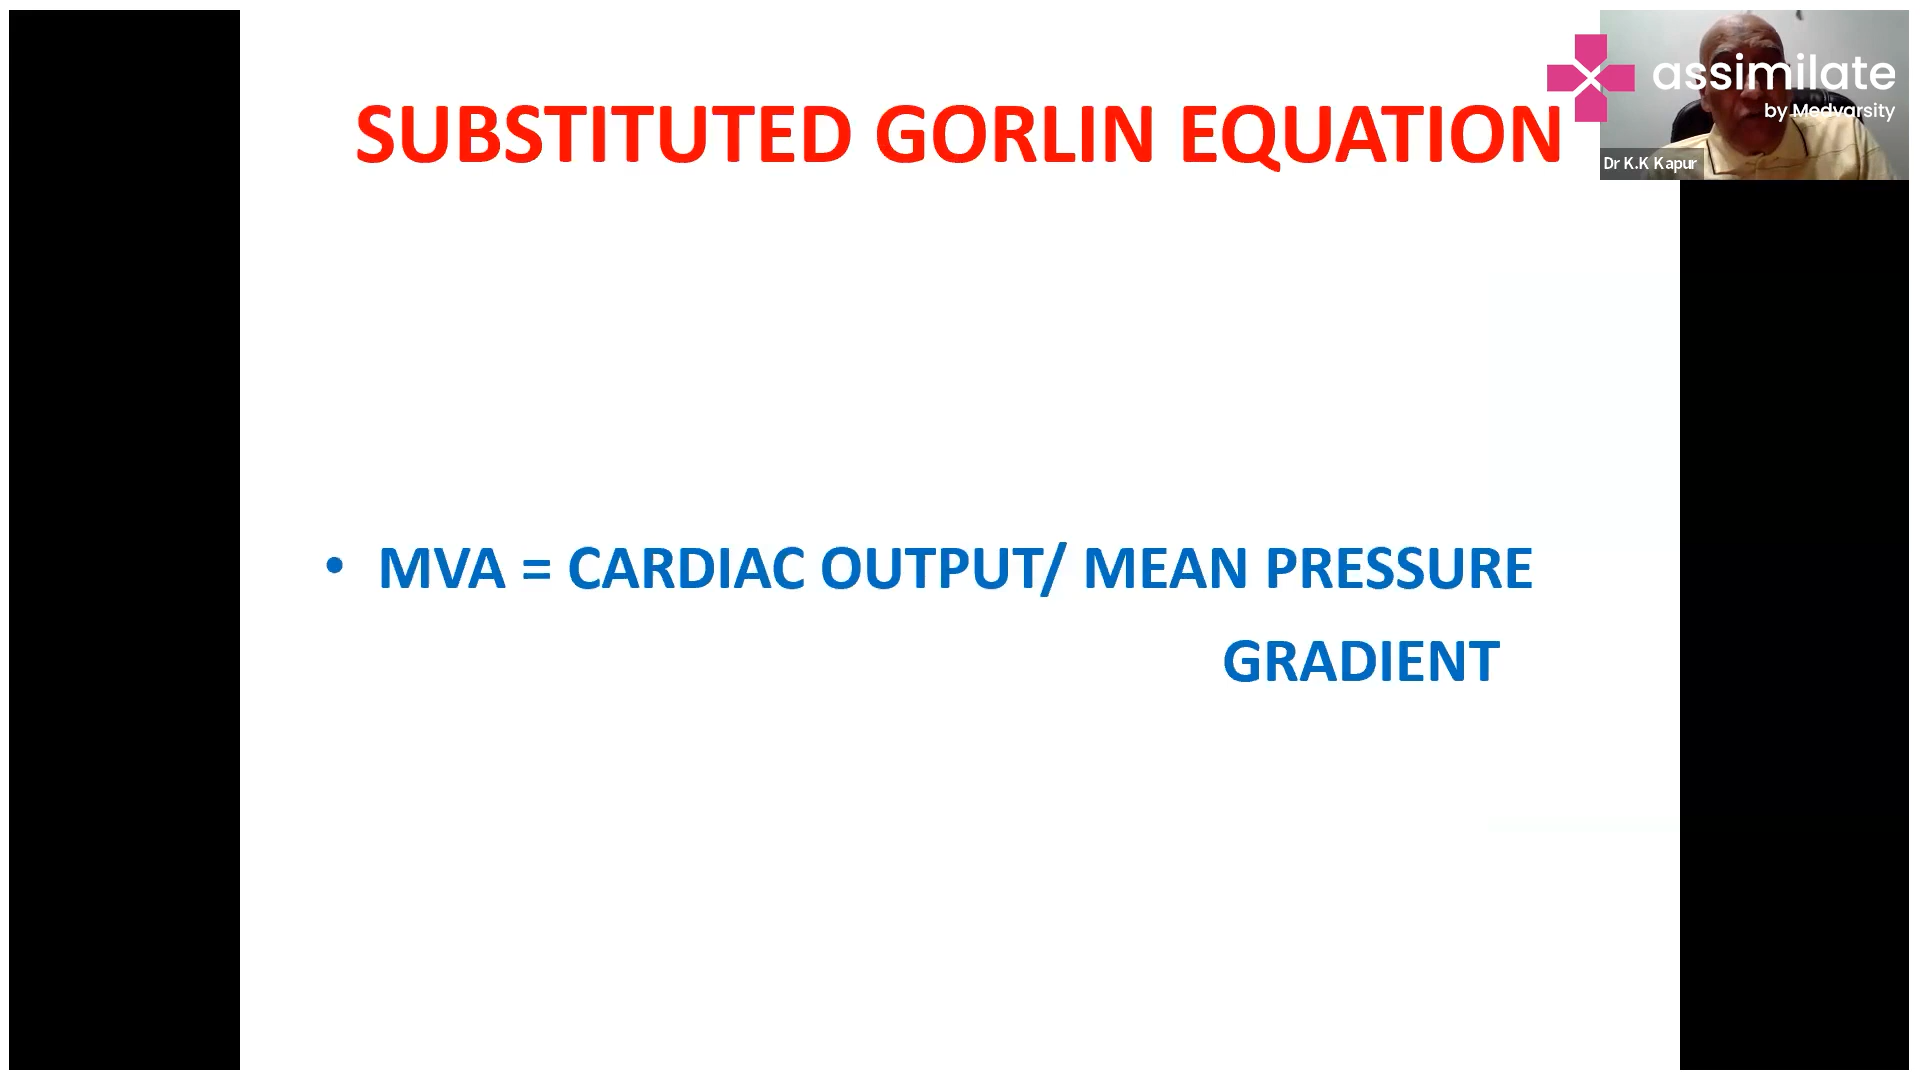 SUBSTITUTED GORLIN EQUATION
assimilate
by Medvarsity
Dr K.K Kapur
• MVA = CARDIAC OUTPUT/ MEAN PRESSURE
GRADIENT